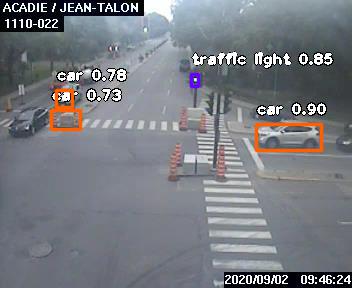 ACADIE / JEAN-TALON
1110-022
traffic light 0.85
car 0.78
car 0.73
car 0.90
2020/09/02 09:46:24